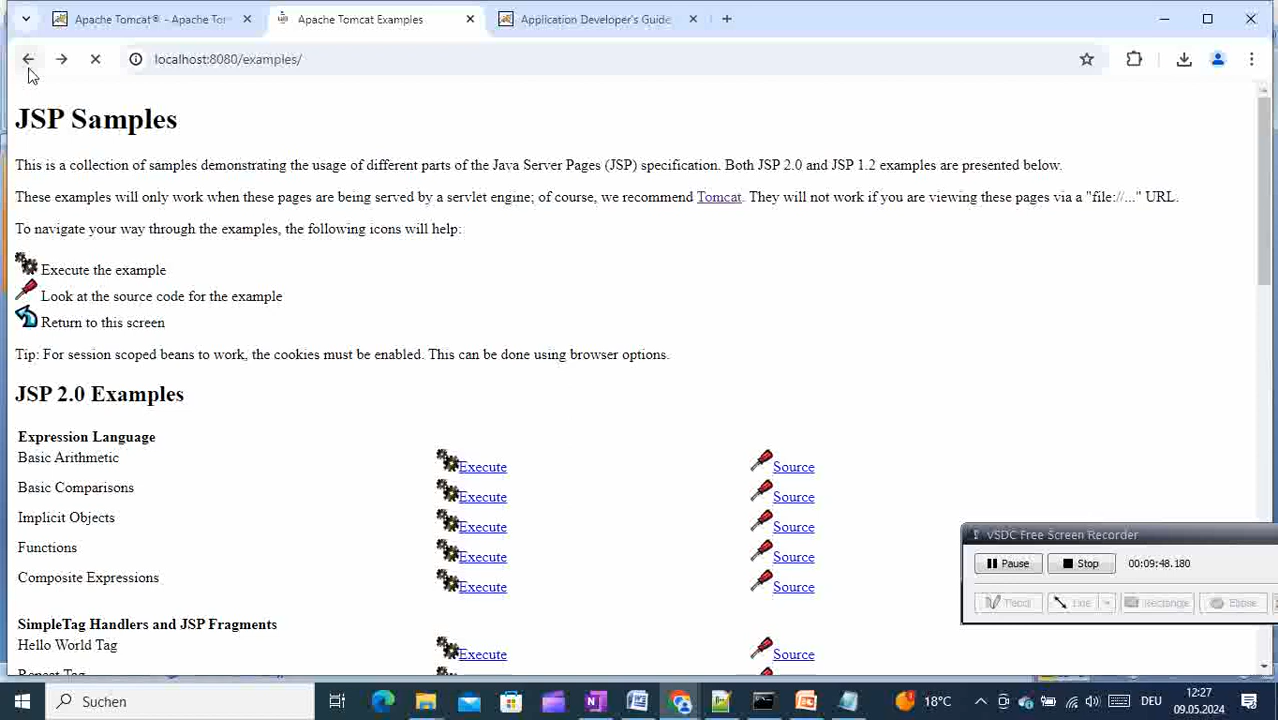 Apache Tomcat® - Apache Tor
Apache Tomcat Examples
Application Developer's Guide
localhost:8080/examples/
JSP Samples
This is a collection of samples demonstrating the usage of different parts of the Java Server Pages (JSP) specification. Both JSP 2.0 and JSP 1.2 examples are presented below.
These examples will only work when these pages are being served by a servlet engine; of course, we recommend Tomcat. They will not work if you are viewing these pages via a "file://..." URL.
To navigate your way through the examples, the following icons will help:
Execute the example
Look at the source code for the example
Return to this screen
Tip: For session scoped beans to work, the cookies must be enabled. This can be done using browser options.
JSP 2.0 Examples
Expression Language
Basic Arithmetic Execute Source
Basic Comparisons Execute Source
Implicit Objects Execute Source
Functions Execute Source
Composite Expressions Execute Source
SimpleTag Handlers and JSP Fragments
Hello World Tag Execute Source
Repeat Tag
VSDC Free Screen Recorder
Pause Stop 00:09:48.180
Pencil Line Rectangle Ellipse
Suchen
18°C
DEU
12:27
09.05.2024